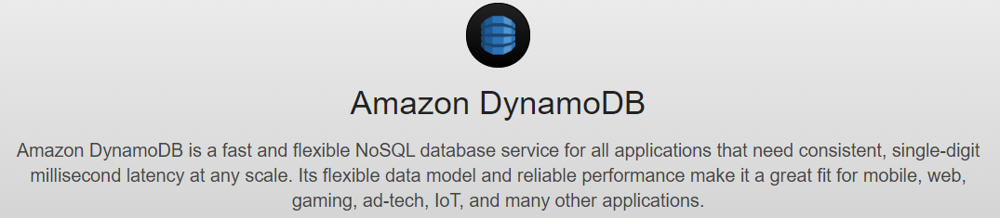 Amazon DynamoDB
Amazon DynamoDB is a fast and flexible NoSQL database service for all applications that need consistent, single-digit
millisecond latency at any scale. Its flexible data model and reliable performance make it a great fit for mobile, web,
gaming, ad-tech, IoT, and many other applications.